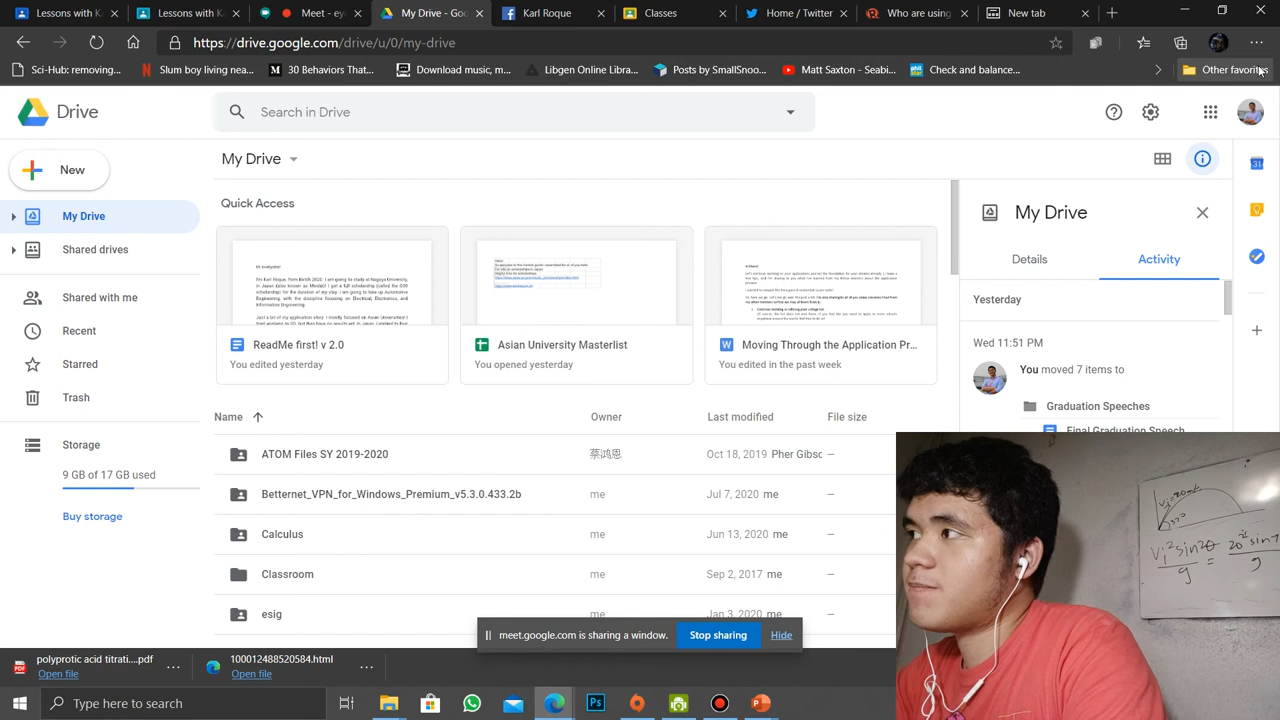 Lessons with Ka
Lessons with Ka
Meet - ey
My Drive - Goo
Karl Roque
Classes
Home / Twitter
Who are using
New tab
https://drive.google.com/drive/u/0/my-drive
Sci-Hub: removing...
Slum boy living nea...
30 Behaviors That...
Download music, m...
Libgen Online Libra...
Posts by SmallSnoo...
Matt Saxton - Seabi...
Check and balance...
Other favorites
Drive
Search in Drive
New
My Drive
Shared drives
Shared with me
Recent
Starred
Trash
Storage
9 GB of 17 GB used
Buy storage
My Drive
Quick Access
ReadMe first! v 2.0
You edited yesterday
Asian University Masterlist
You opened yesterday
Moving Through the Application Pr...
You edited in the past week
Name
Owner
Last modified
File size
ATOM Files SY 2019-2020
蔡鸿恩
Oct 18, 2019 Pher Gibsc
–
Betternet_VPN_for_Windows_Premium_v5.3.0.433.2b
me
Jul 7, 2020 me
–
Calculus
me
Jun 13, 2020 me
–
Classroom
me
Sep 2, 2017 me
–
esig
me
Jan 3, 2020 me
My Drive
Details
Activity
Yesterday
Wed 11:51 PM
You moved 7 items to
Graduation Speeches
Final Graduation Speech
meet.google.com is sharing a window.
Stop sharing
Hide
polyprotic acid titrati....pdf
Open file
100012488520584.html
Open file
Type here to search